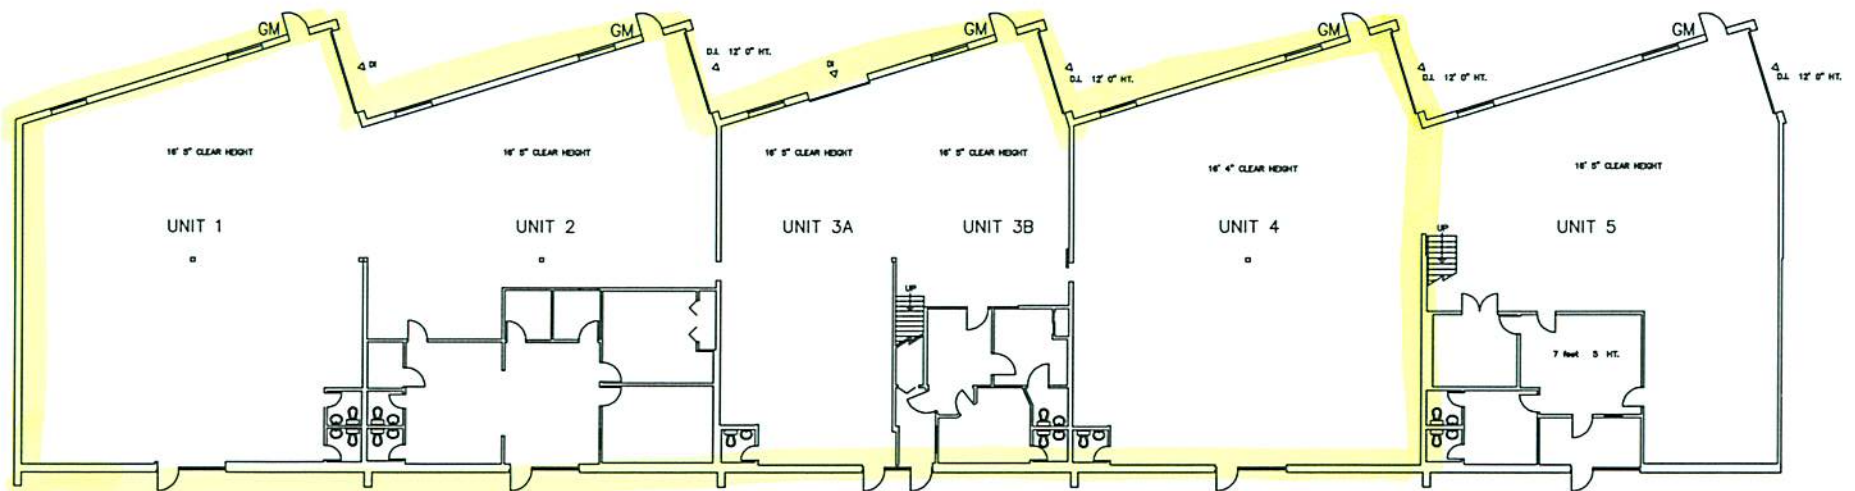 GM
GM
GM
GM
GM
DI
D.I. 12' 0" HT.
DI
D.I. 12' 0" HT.
D.I. 12' 0" HT.
D.I. 12' 0" HT.
16' 5" CLEAR HEIGHT
16' 5" CLEAR HEIGHT
16' 5" CLEAR HEIGHT
16' 5" CLEAR HEIGHT
16' 4" CLEAR HEIGHT
16' 5" CLEAR HEIGHT
UNIT 1
UNIT 2
UNIT 3A
UNIT 3B
UNIT 4
UNIT 5
UP
UP
7 feet 5 HT.